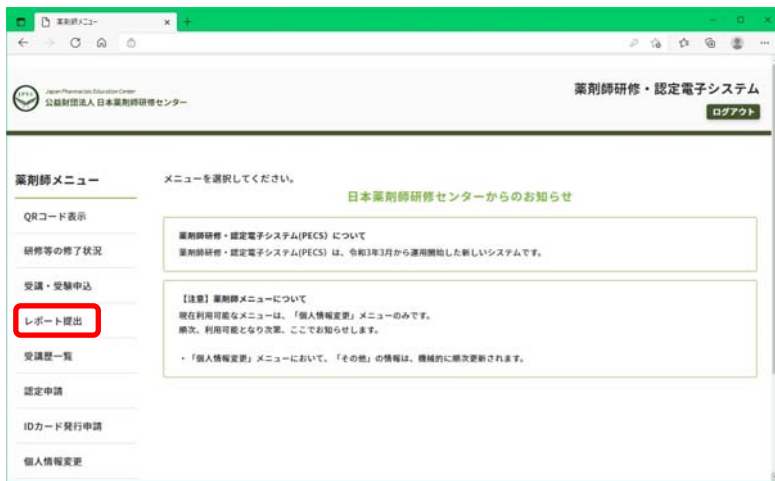 薬剤師メニュー
Japan Pharmacists Education Center
公益財団法人 日本薬剤師研修センター
薬剤師研修・認定電子システム
ログアウト
薬剤師メニュー
QRコード表示
研修等の修了状況
受講・受験申込
レポート提出
受講歴一覧
認定申請
IDカード発行申請
個人情報変更
メニューを選択してください。
日本薬剤師研修センターからのお知らせ
薬剤師研修・認定電子システム(PECS)について
薬剤師研修・認定電子システム(PECS)は、令和3年3月から運用開始した新しいシステムです。
【注意】薬剤師メニューについて
現在利用可能なメニューは、「個人情報変更」メニューのみです。
順次、利用可能となり次第、ここでお知らせします。
・「個人情報変更」メニューにおいて、「その他」の情報は、機械的に順次更新されます。